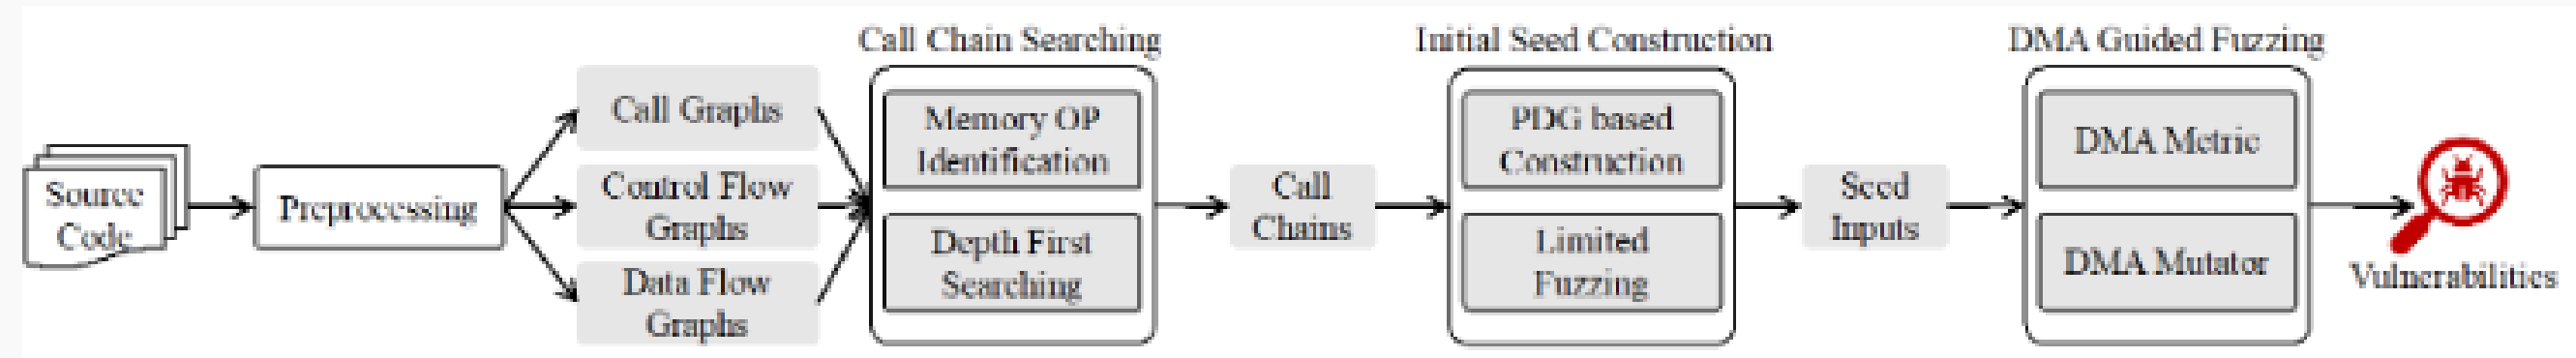 Source
Code
Preprocessing
Call Graphs
Control Flow
Graphs
Data Flow
Graphs
Call Chain Searching
Memory OP
Identification
Depth First
Searching
Call
Chains
Initial Seed Construction
PDG based
Construction
Limited
Fuzzing
Seed
Inputs
DMA Guided Fuzzing
DMA Metric
DMA Mutator
Vulnerabilities